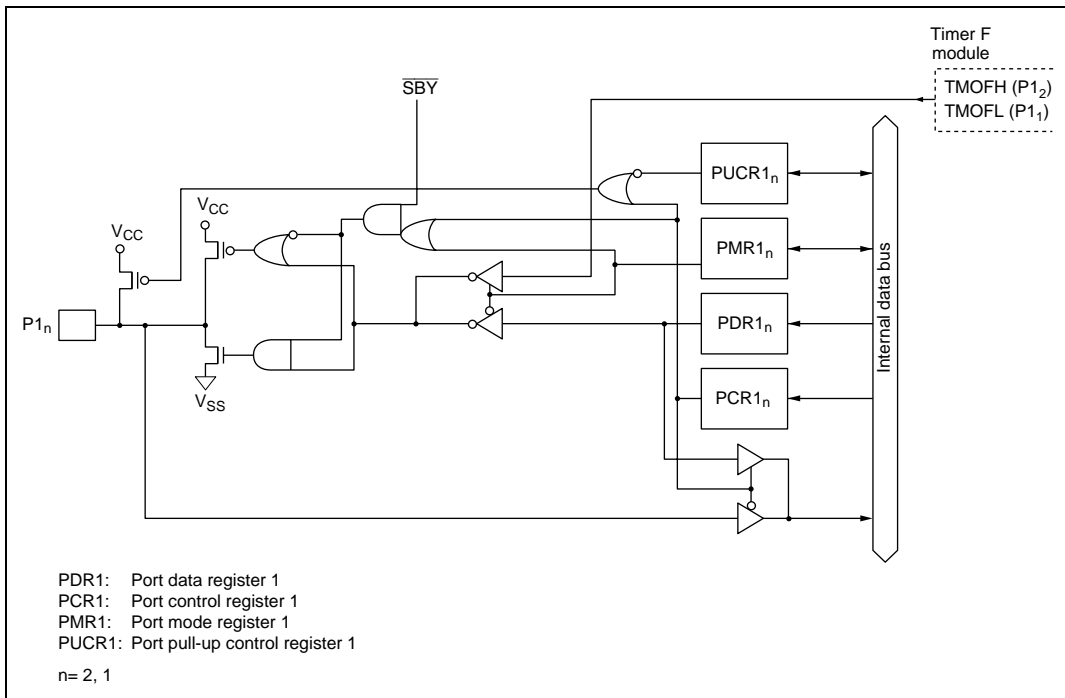 Timer F
module
TMOFH (P1₂)
TMOFL (P1₁)
SBY
PUCR1ₙ
V_CC
V_CC
PMR1ₙ
P1ₙ
PDR1ₙ
Internal data bus
V_SS
PCR1ₙ
PDR1: Port data register 1
PCR1: Port control register 1
PMR1: Port mode register 1
PUCR1: Port pull-up control register 1
n= 2, 1